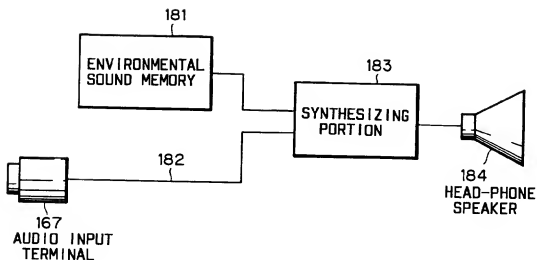 181
ENVIRONMENTAL
SOUND MEMORY
183
SYNTHESIZING
PORTION
184
HEAD-PHONE
SPEAKER
182
167
AUDIO INPUT
TERMINAL